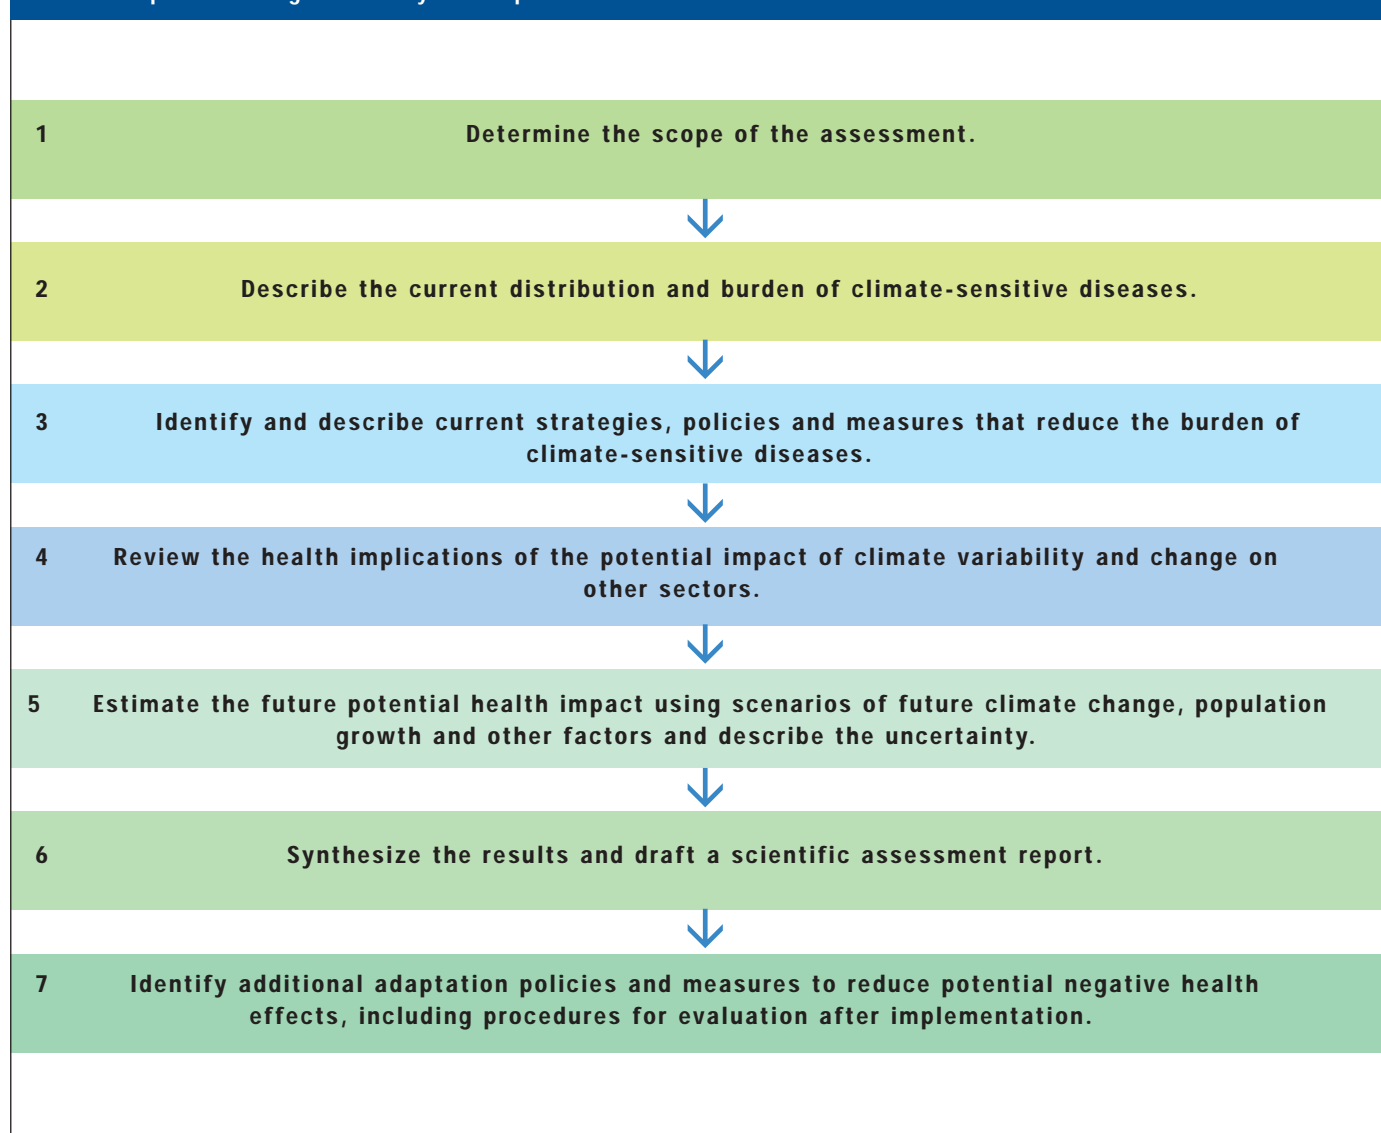 1 Determine the scope of the assessment.
2 Describe the current distribution and burden of climate-sensitive diseases.
3 Identify and describe current strategies, policies and measures that reduce the burden of
climate-sensitive diseases.
4 Review the health implications of the potential impact of climate variability and change on
other sectors.
5 Estimate the future potential health impact using scenarios of future climate change, population
growth and other factors and describe the uncertainty.
6 Synthesize the results and draft a scientific assessment report.
7 Identify additional adaptation policies and measures to reduce potential negative health
effects, including procedures for evaluation after implementation.